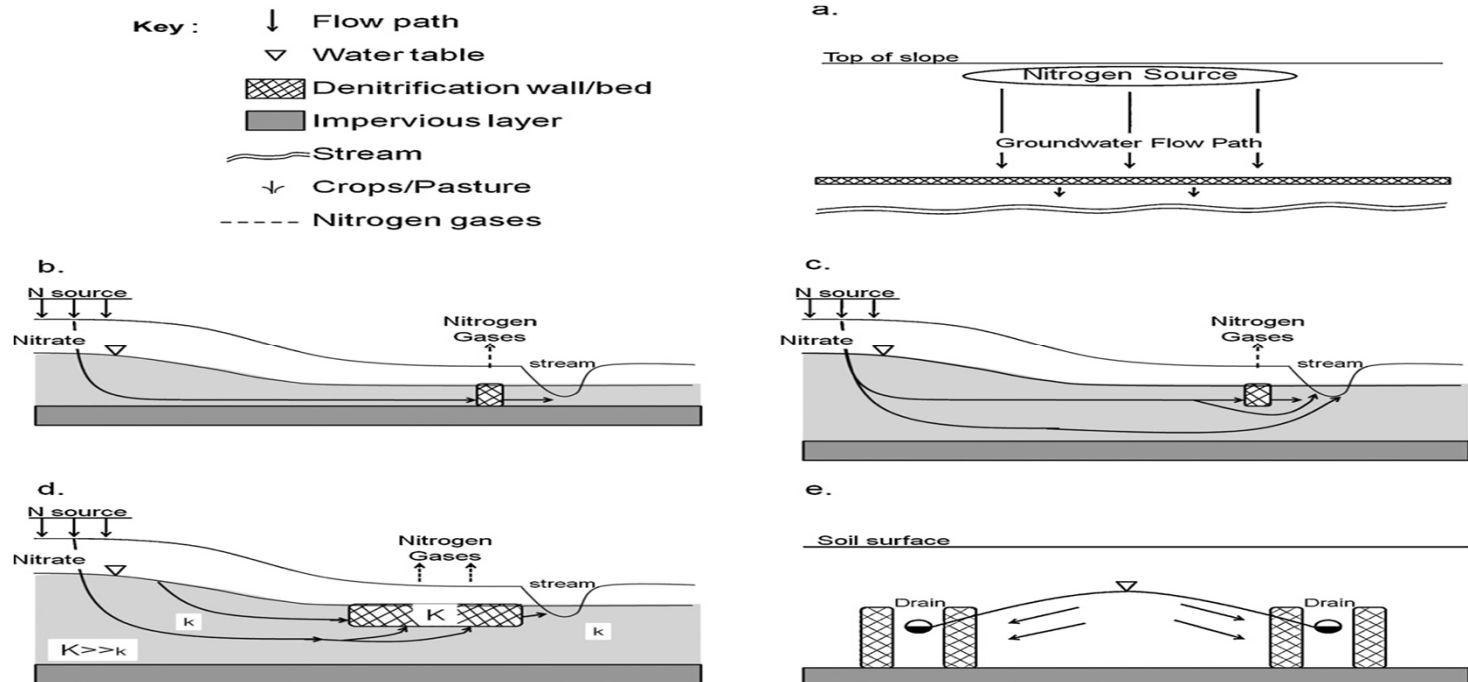 Key :
Flow path
Water table
Denitrification wall/bed
Impervious layer
Stream
Crops/Pasture
Nitrogen gases
a.
Top of slope
Nitrogen Source
Groundwater Flow Path
b.
N source
Nitrate
Nitrogen
Gases
stream
c.
N source
Nitrate
Nitrogen
Gases
stream
d.
N source
Nitrate
Nitrogen
Gases
stream
k
K
k
K>>k
e.
Soil surface
Drain
Drain